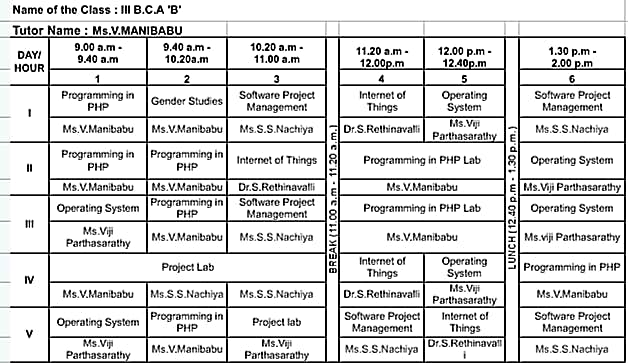 Name of the Class : III B.C.A 'B'
Tutor Name : Ms.V.MANIBABU
DAY/ HOUR 9.00 a.m - 9.40 a.m 9.40 a.m - 10.20a.m 10.20 a.m - 11.00 a.m 11.20 a.m - 12.00p.m 12.00 p.m - 12.40p.m 1.30 p.m - 2.00 p.m
1 2 3 4 5 6
BREAK (11.00 a.m - 11.20 a.m.)
LUNCH (12.40 p.m - 1.30 p.m.)
I Programming in PHP Gender Studies Software Project Management Internet of Things Operating System Software Project Management
Ms.V.Manibabu Ms.V.Manibabu Ms.S.S.Nachiya Dr.S.Rethinavalli Ms.Viji Parthasarathy Ms.S.S.Nachiya
II Programming in PHP Programming in PHP Internet of Things Programming in PHP Lab Operating System
Ms.V.Manibabu Ms.V.Manibabu Dr.S.Rethinavalli Ms.V.Manibabu Ms.Viji Parthasarathy
III Operating System Programming in PHP Software Project Management Programming in PHP Lab Operating System
Ms.Viji Parthasarathy Ms.V.Manibabu Ms.S.S.Nachiya Ms.V.Manibabu Ms.viji Parthasarathy
IV Project Lab Internet of Things Operating System Programming in PHP
Ms.V.Manibabu Ms.S.S.Nachiya Ms.S.S.Nachiya Dr.S.Rethinavalli Ms.Viji Parthasarathy Ms.V.Manibabu
V Operating System Programming in PHP Project lab Software Project Management Internet of Things Software Project Management
Ms.Viji Parthasarathy Ms.V.Manibabu Ms.Viji Parthasarathy Ms.S.S.Nachiya Dr.S.Rethinavalli Ms.S.S.Nachiya